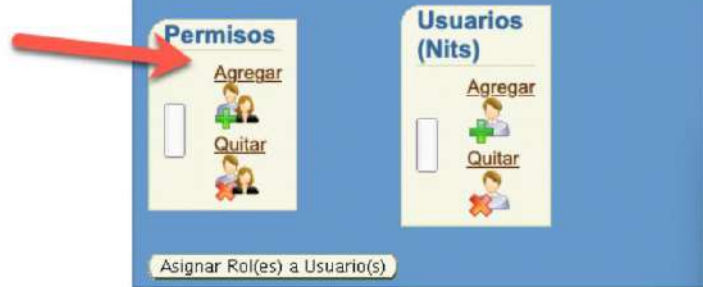 Permisos
Agregar
Quitar
Usuarios
(Nits)
Agregar
Quitar
Asignar Rol(es) a Usuario(s)